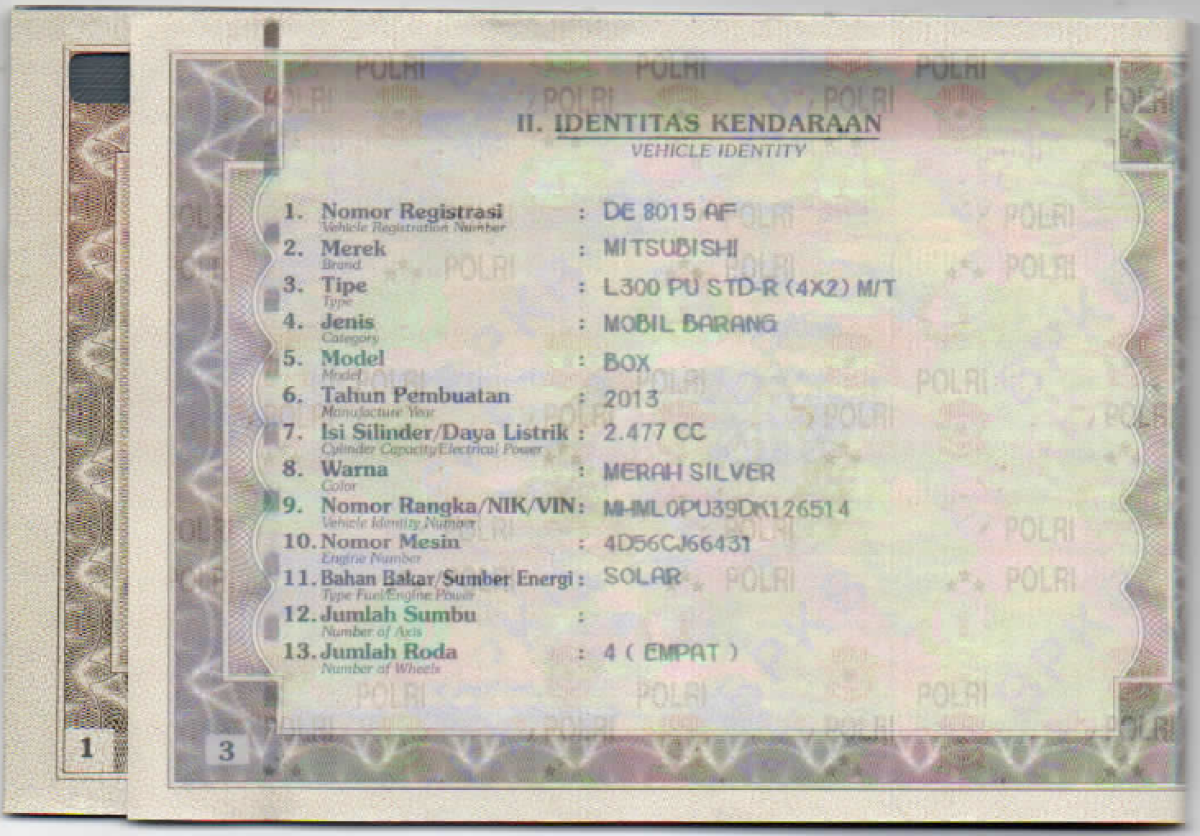 II. IDENTITAS KENDARAAN
VEHICLE IDENTITY
1. Nomor Registrasi : DE 8015 AF
Vehicle Registration Number
2. Merek : MITSUBISHI
Brand
3. Tipe : L300 PU STD-R (4X2) M/T
Type
4. Jenis : MOBIL BARANG
Category
5. Model : BOX
Model
6. Tahun Pembuatan : 2013
Manufacture Year
7. Isi Silinder/Daya Listrik : 2.477 CC
Cylinder Capacity/Electrical Power
8. Warna : MERAH SILVER
Color
9. Nomor Rangka/NIK/VIN : MHML0PU39DK126514
Vehicle Identity Number
10. Nomor Mesin : 4D56CJ66431
Engine Number
11. Bahan Bakar/Sumber Energi : SOLAR
Type Fuel/Engine Power
12. Jumlah Sumbu :
Number of Axis
13. Jumlah Roda : 4 ( EMPAT )
Number of Wheels
1
3